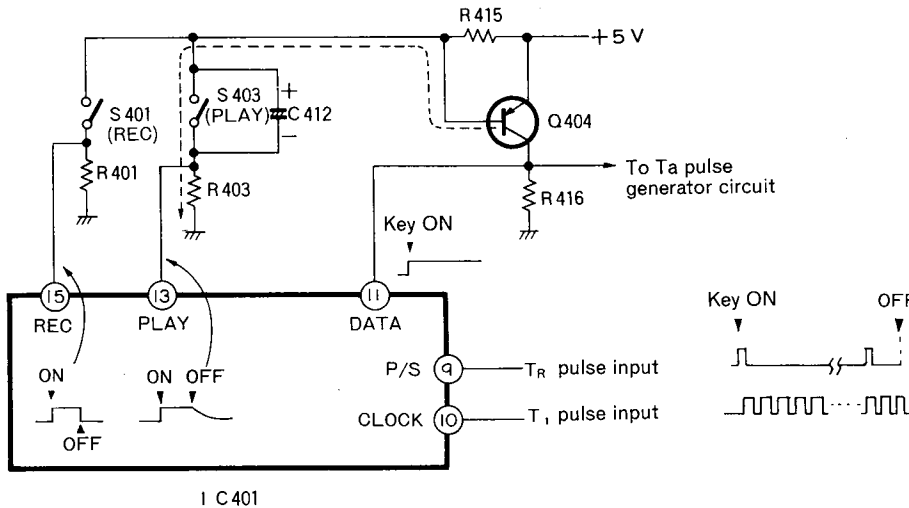 R415
+5V
S401
(REC)
S403
(PLAY)
+
C412
−
Q404
R401
R403
R416
To Ta pulse
generator circuit
Key ON
15
13
11
REC
PLAY
DATA
Key ON
OFF
ON
ON
OFF
OFF
P/S
9
TR pulse input
CLOCK
10
T1 pulse input
IC401